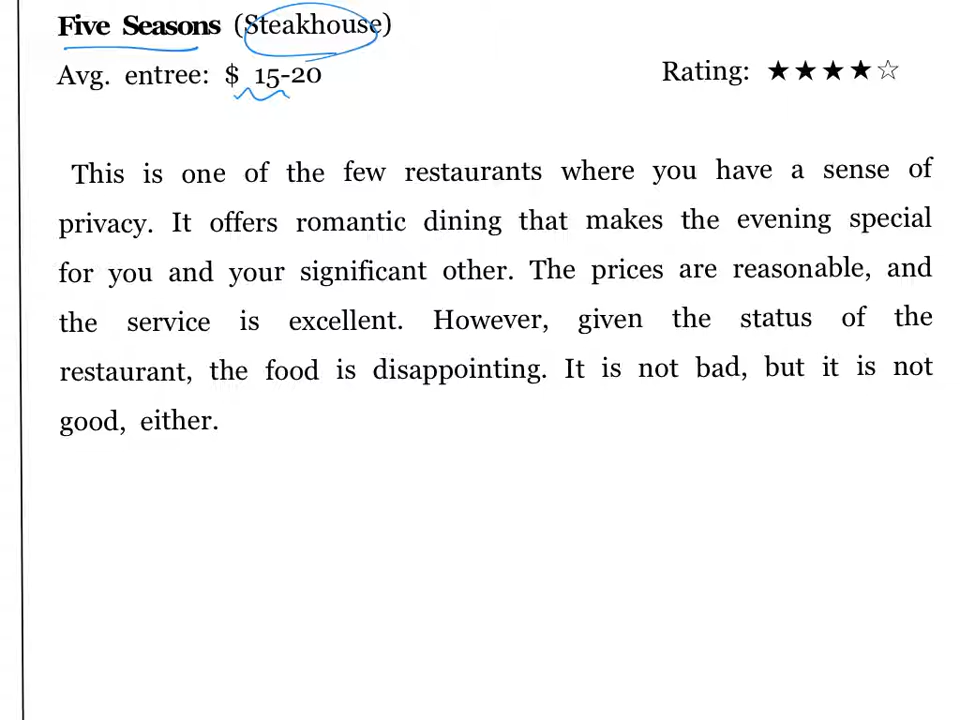 Five Seasons (Steakhouse)
Avg. entree: $ 15-20 Rating: ★★★★☆
This is one of the few restaurants where you have a sense of
privacy. It offers romantic dining that makes the evening special
for you and your significant other. The prices are reasonable, and
the service is excellent. However, given the status of the
restaurant, the food is disappointing. It is not bad, but it is not
good, either.